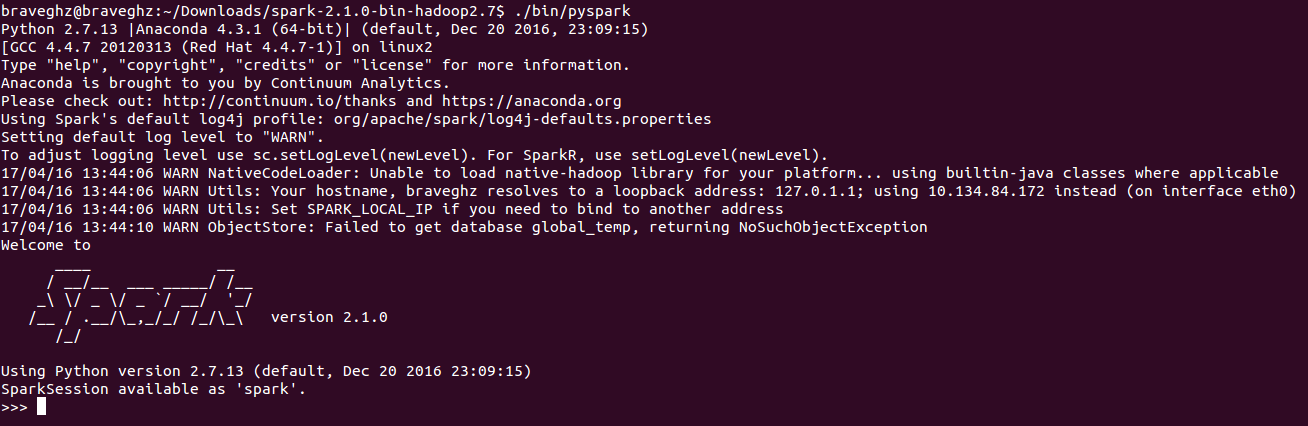 braveghz@braveghz:~/Downloads/spark-2.1.0-bin-hadoop2.7$ ./bin/pyspark
Python 2.7.13 |Anaconda 4.3.1 (64-bit)| (default, Dec 20 2016, 23:09:15)
[GCC 4.4.7 20120313 (Red Hat 4.4.7-1)] on linux2
Type "help", "copyright", "credits" or "license" for more information.
Anaconda is brought to you by Continuum Analytics.
Please check out: http://continuum.io/thanks and https://anaconda.org
Using Spark's default log4j profile: org/apache/spark/log4j-defaults.properties
Setting default log level to "WARN".
To adjust logging level use sc.setLogLevel(newLevel). For SparkR, use setLogLevel(newLevel).
17/04/16 13:44:06 WARN NativeCodeLoader: Unable to load native-hadoop library for your platform... using builtin-java classes where applicable
17/04/16 13:44:06 WARN Utils: Your hostname, braveghz resolves to a loopback address: 127.0.1.1; using 10.134.84.172 instead (on interface eth0)
17/04/16 13:44:06 WARN Utils: Set SPARK_LOCAL_IP if you need to bind to another address
17/04/16 13:44:10 WARN ObjectStore: Failed to get database global_temp, returning NoSuchObjectException
Welcome to
      ____              __
     / __/__  ___ _____/ /__
    _\ \/ _ \/ _ `/ __/  '_/
   /__ / .__/\_,_/_/ /_/\_\   version 2.1.0
      /_/
Using Python version 2.7.13 (default, Dec 20 2016 23:09:15)
SparkSession available as 'spark'.
>>>